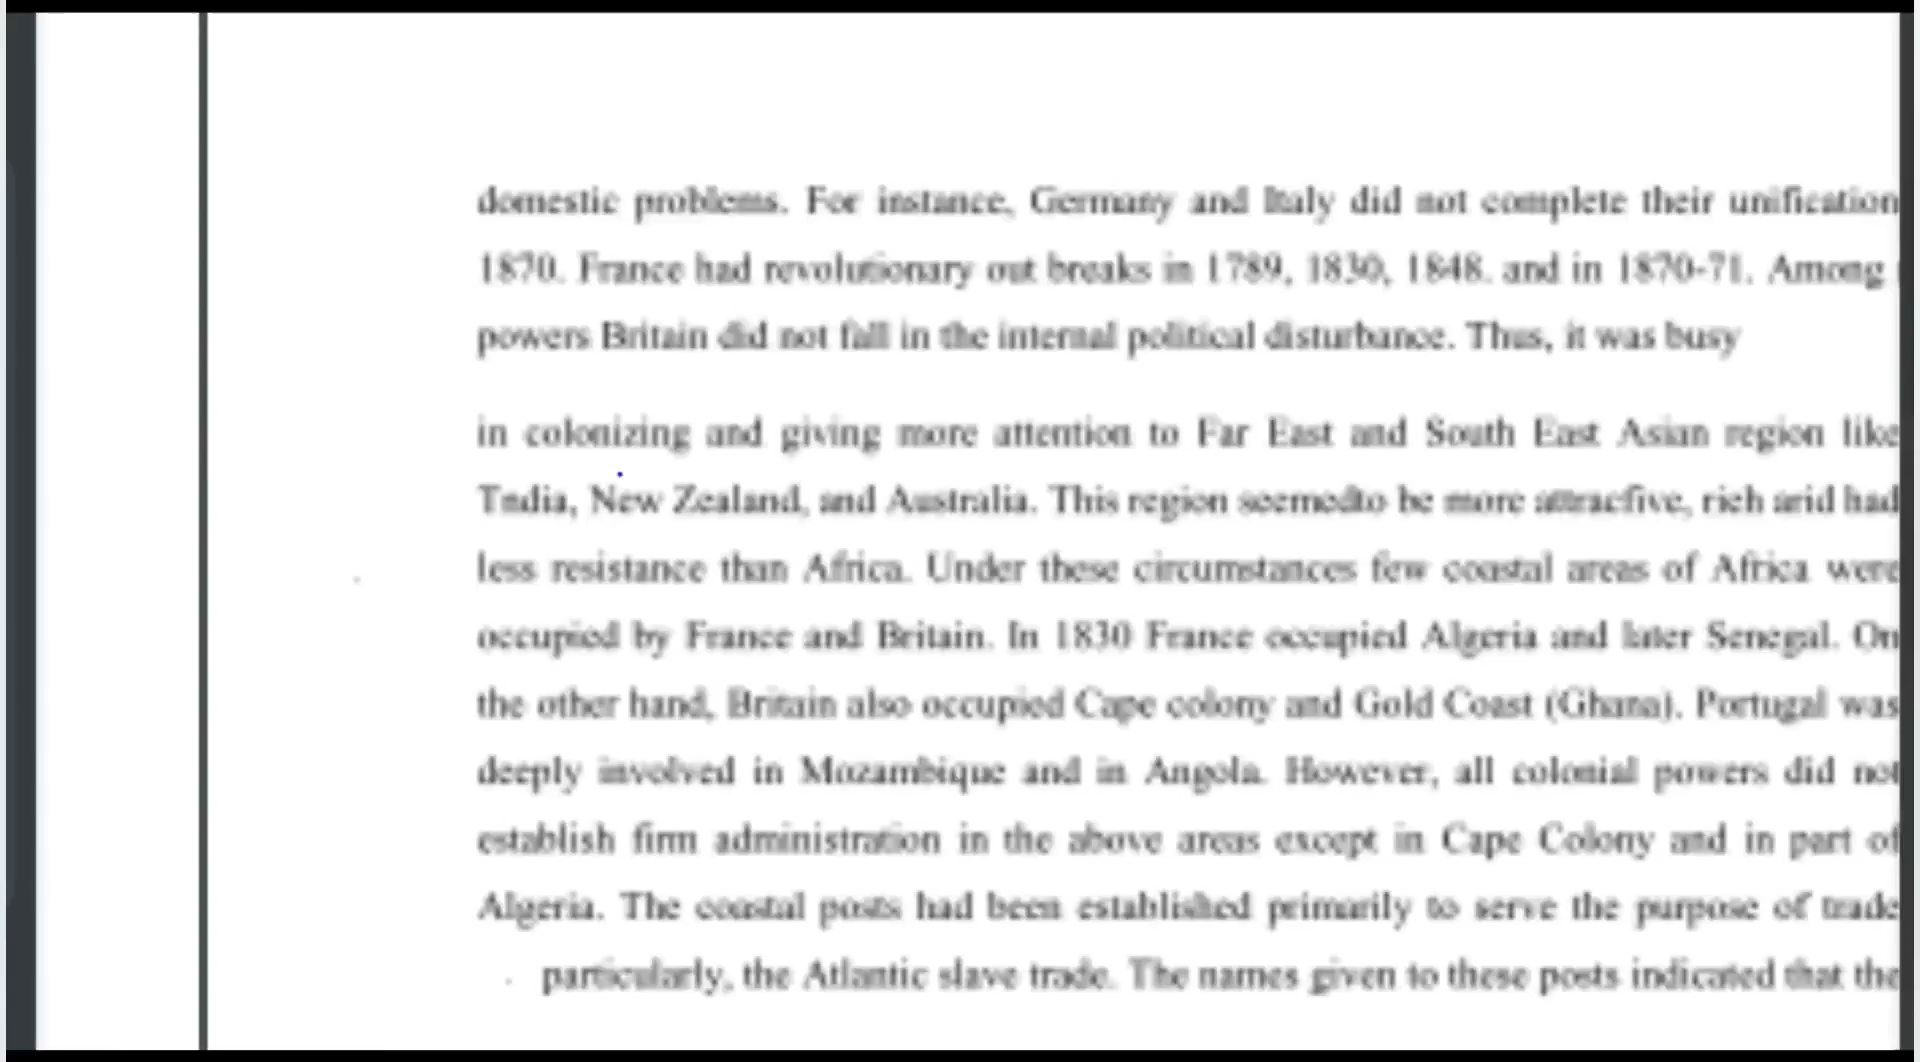 domestic problems. For instance, Germany and Italy did not complete their unification
1870. France had revolutionary out breaks in 1789, 1830, 1848. and in 1870-71. Among
powers Britain did not fall in the internal political disturbance. Thus, it was busy
in colonizing and giving more attention to Far East and South East Asian region like
Tndia, New Zealand, and Australia. This region seemedto be more attracfive, rich arid had
less resistance than Africa. Under these circumstances few coastal areas of Africa were
occupied by France and Britain. In 1830 France occupied Algeria and later Senegal. On
the other hand, Britain also occupied Cape colony and Gold Coast (Ghana). Portugal was
deeply involved in Mozambique and in Angola. However, all colonial powers did not
establish firm administration in the above areas except in Cape Colony and in part of
Algeria. The coastal posts had been established primarily to serve the purpose of trade
particularly, the Atlantic slave trade. The names given to these posts indicated that the